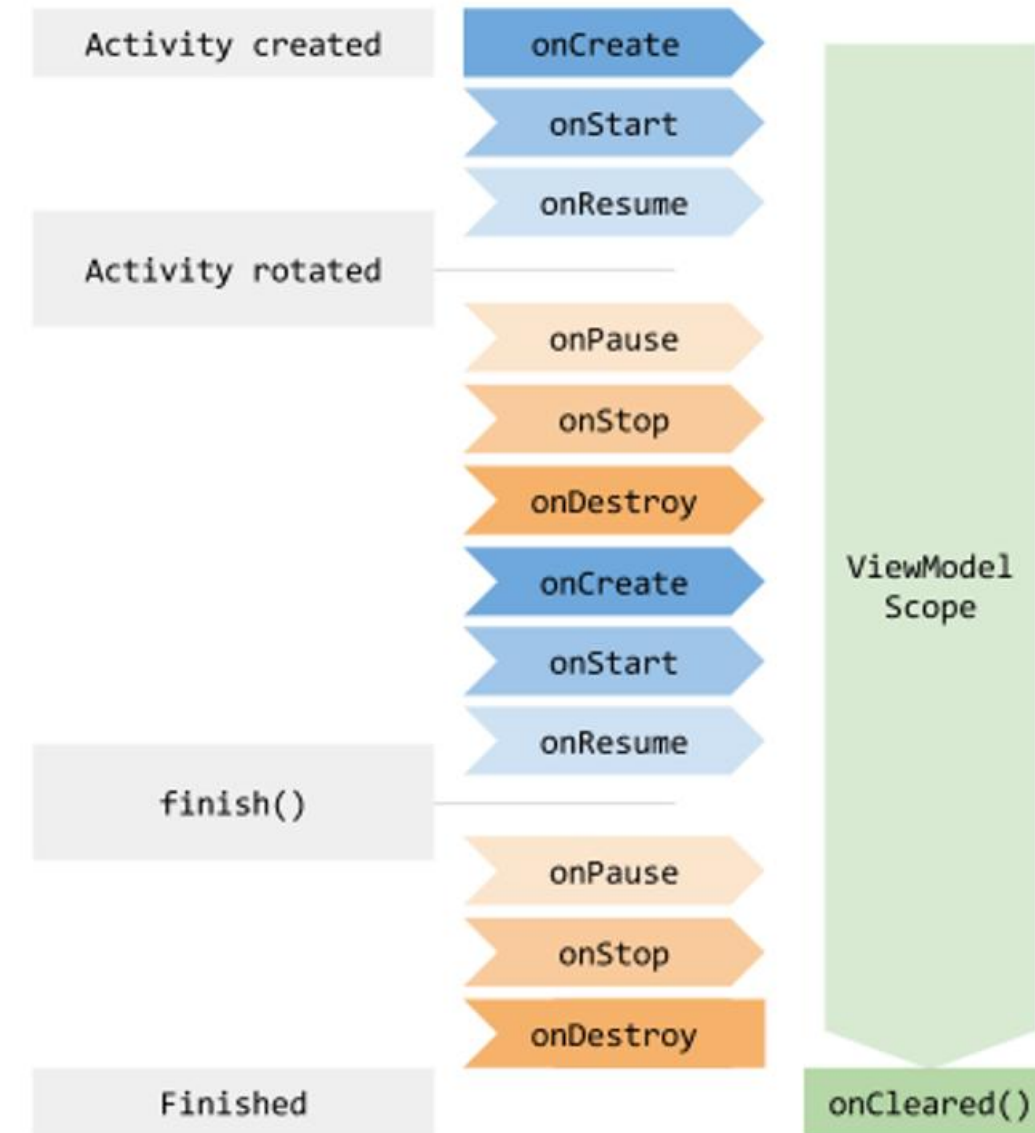 Activity created
onCreate
onStart
onResume
Activity rotated
onPause
onStop
onDestroy
onCreate
onStart
onResume
finish()
onPause
onStop
onDestroy
Finished
ViewModel
Scope
onCleared()